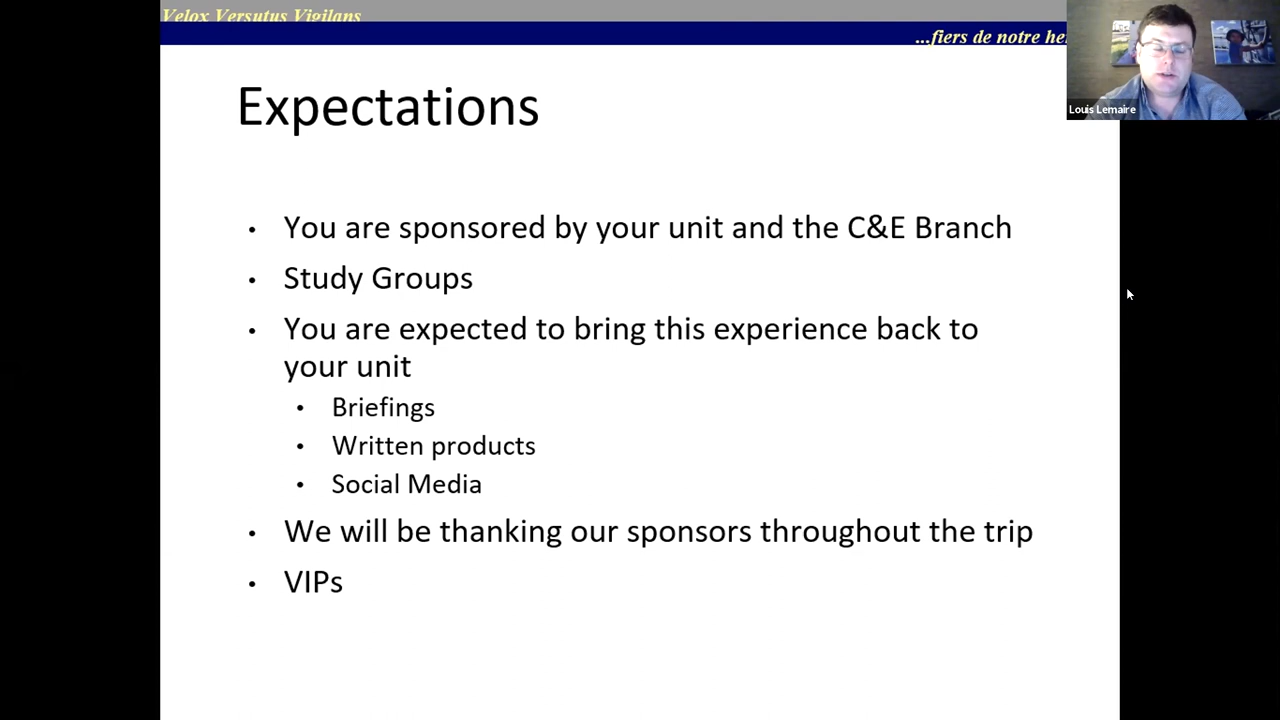 Velox Versutus Vigilans
...fiers de notre
Louis Lemaire
Expectations
• You are sponsored by your unit and the C&E Branch
• Study Groups
• You are expected to bring this experience back to
your unit
• Briefings
• Written products
• Social Media
• We will be thanking our sponsors throughout the trip
• VIPs